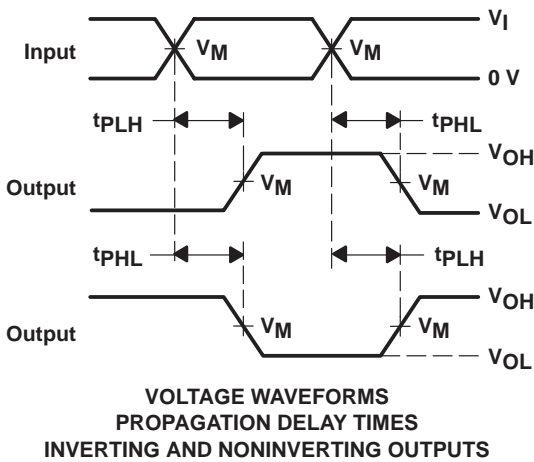 VI
Input VM VM
0 V
tPLH tPHL
VOH
Output VM VM
VOL
tPHL tPLH
VOH
Output VM VM
VOL
VOLTAGE WAVEFORMS
PROPAGATION DELAY TIMES
INVERTING AND NONINVERTING OUTPUTS